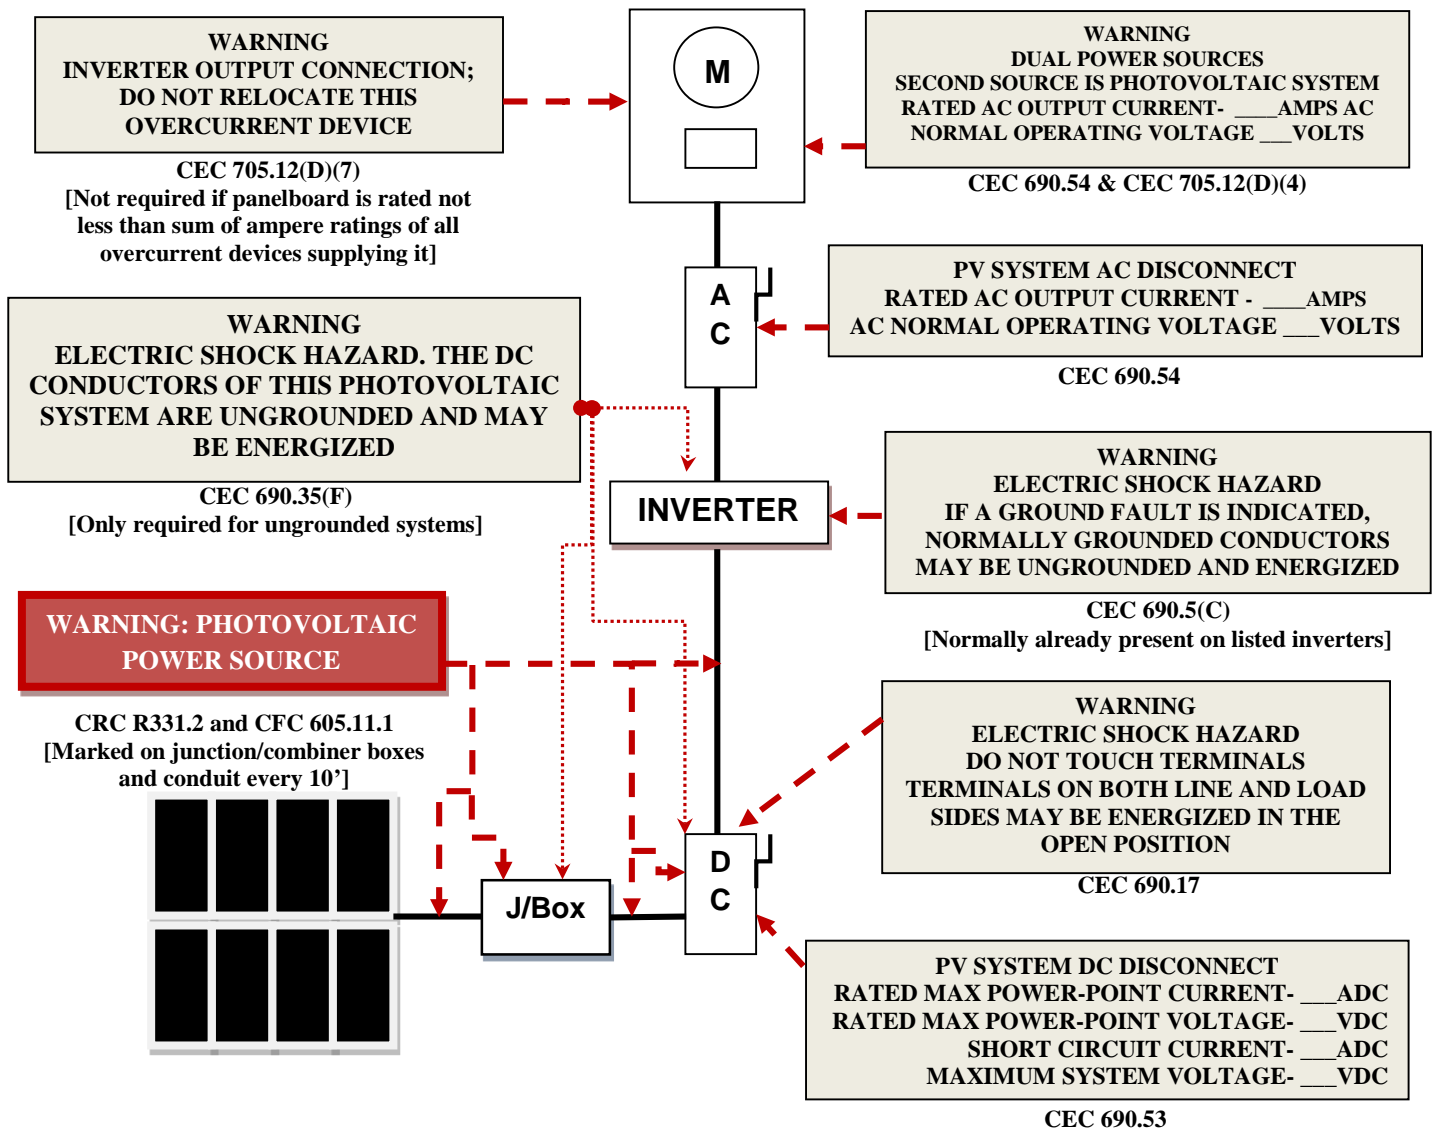 WARNING
INVERTER OUTPUT CONNECTION;
DO NOT RELOCATE THIS
OVERCURRENT DEVICE
CEC 705.12(D)(7)
[Not required if panelboard is rated not
less than sum of ampere ratings of all
overcurrent devices supplying it]
M
WARNING
DUAL POWER SOURCES
SECOND SOURCE IS PHOTOVOLTAIC SYSTEM
RATED AC OUTPUT CURRENT- ____AMPS AC
NORMAL OPERATING VOLTAGE ___VOLTS
CEC 690.54 & CEC 705.12(D)(4)
A
C
PV SYSTEM AC DISCONNECT
RATED AC OUTPUT CURRENT - ____AMPS
AC NORMAL OPERATING VOLTAGE ___VOLTS
CEC 690.54
WARNING
ELECTRIC SHOCK HAZARD. THE DC
CONDUCTORS OF THIS PHOTOVOLTAIC
SYSTEM ARE UNGROUNDED AND MAY
BE ENERGIZED
CEC 690.35(F)
[Only required for ungrounded systems]
INVERTER
WARNING
ELECTRIC SHOCK HAZARD
IF A GROUND FAULT IS INDICATED,
NORMALLY GROUNDED CONDUCTORS
MAY BE UNGROUNDED AND ENERGIZED
CEC 690.5(C)
[Normally already present on listed inverters]
WARNING: PHOTOVOLTAIC
POWER SOURCE
CRC R331.2 and CFC 605.11.1
[Marked on junction/combiner boxes
and conduit every 10’]
WARNING
ELECTRIC SHOCK HAZARD
DO NOT TOUCH TERMINALS
TERMINALS ON BOTH LINE AND LOAD
SIDES MAY BE ENERGIZED IN THE
OPEN POSITION
CEC 690.17
J/Box
D
C
PV SYSTEM DC DISCONNECT
RATED MAX POWER-POINT CURRENT- ___ADC
RATED MAX POWER-POINT VOLTAGE- ___VDC
SHORT CIRCUIT CURRENT- ___ADC
MAXIMUM SYSTEM VOLTAGE- ___VDC
CEC 690.53